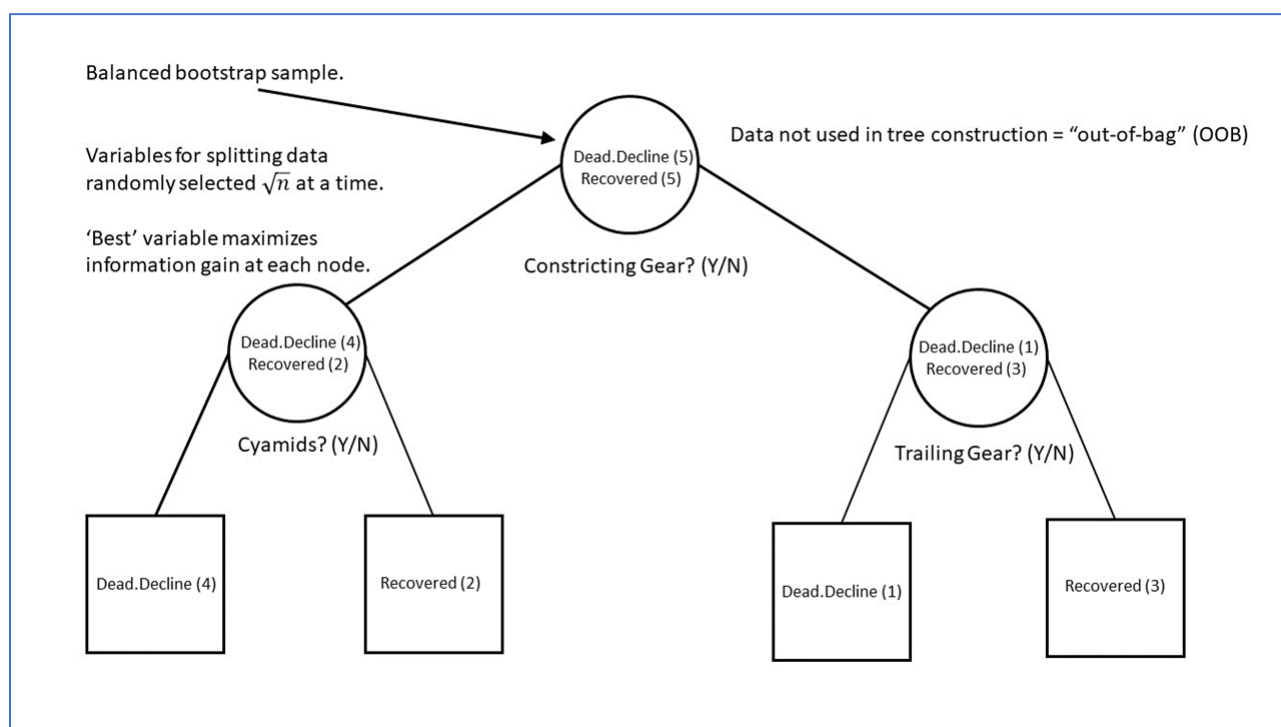 Balanced bootstrap sample.
Data not used in tree construction = “out-of-bag” (OOB)
Dead.Decline (5)
Recovered (5)
Variables for splitting data
randomly selected √n at a time.
‘Best’ variable maximizes
information gain at each node.
Constricting Gear? (Y/N)
Dead.Decline (4)
Recovered (2)
Dead.Decline (1)
Recovered (3)
Cyamids? (Y/N)
Trailing Gear? (Y/N)
Dead.Decline (4)
Recovered (2)
Dead.Decline (1)
Recovered (3)